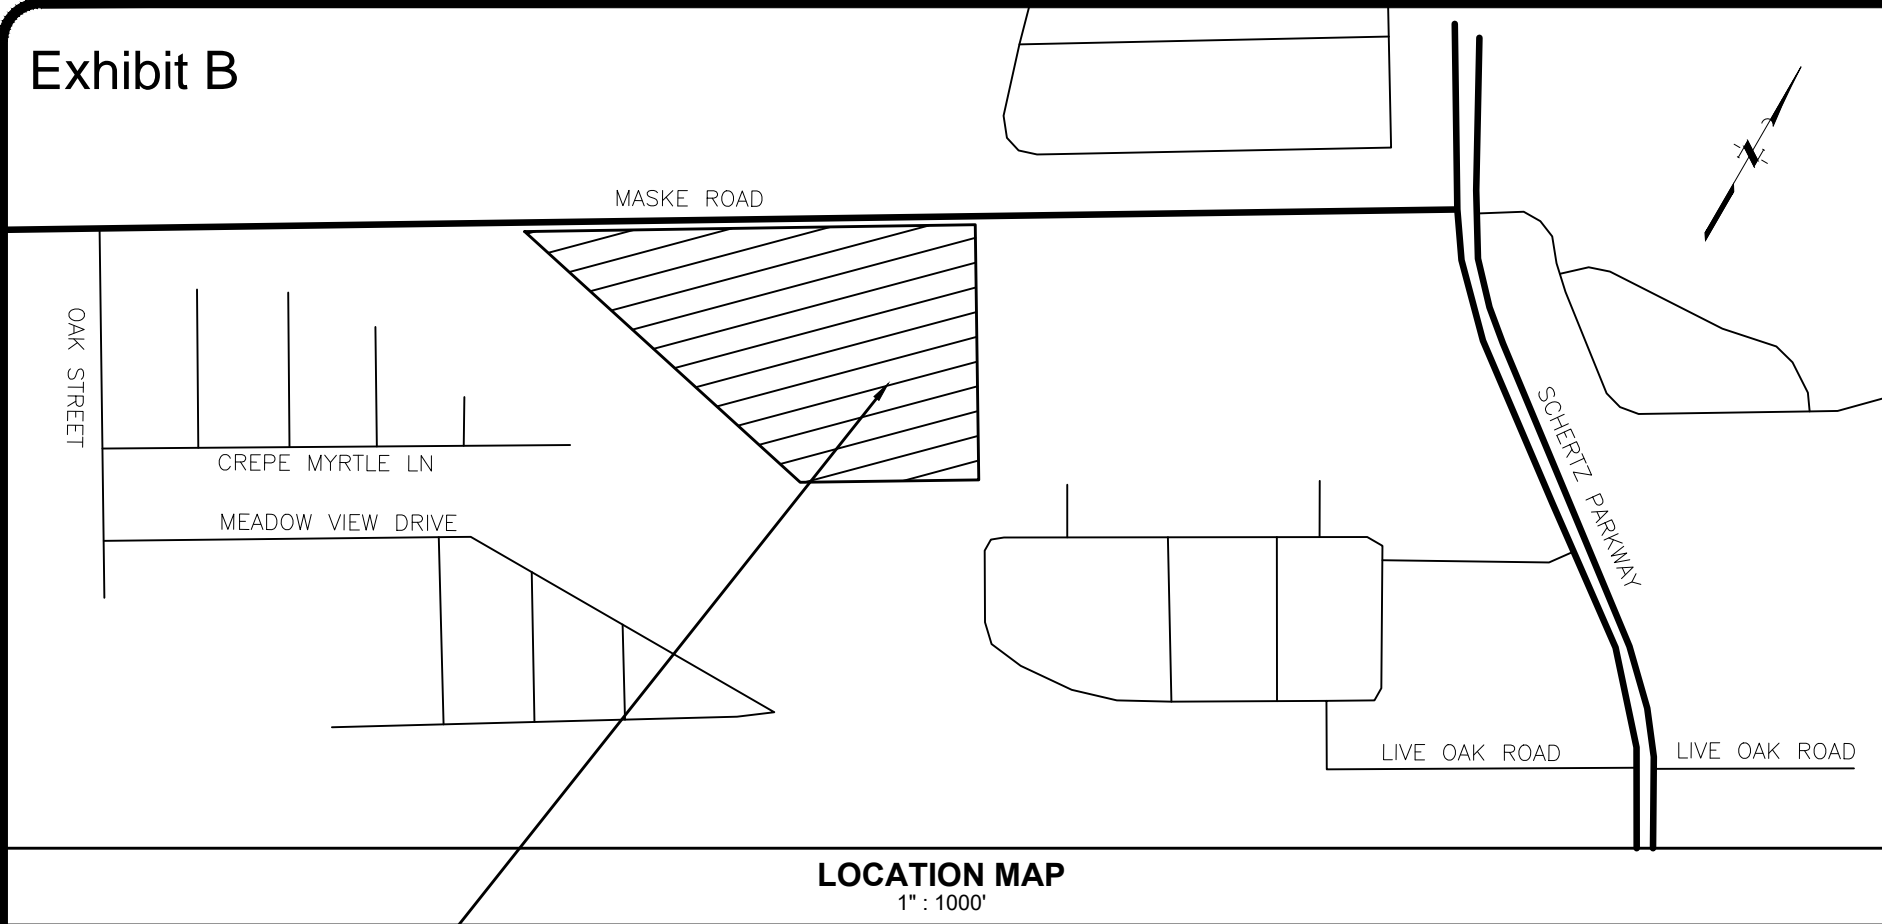 Exhibit B
MASKE ROAD
N
OAK STREET
CREPE MYRTLE LN
MEADOW VIEW DRIVE
SCHERTZ PARKWAY
LIVE OAK ROAD
LIVE OAK ROAD
LOCATION MAP
1" : 1000'